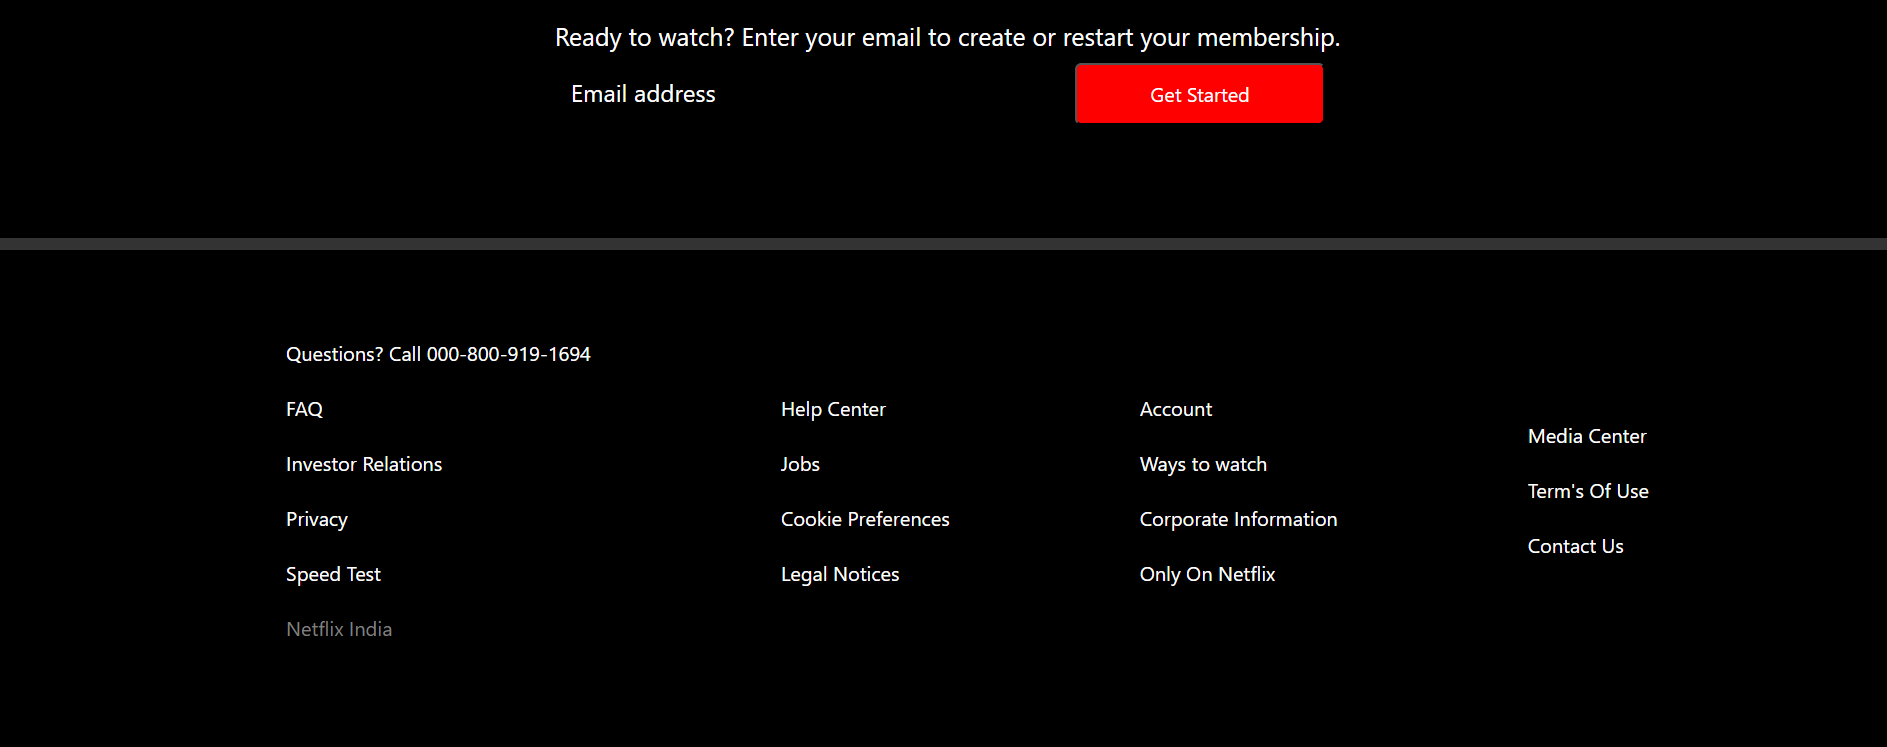 Ready to watch? Enter your email to create or restart your membership.
Email address
Get Started
Questions? Call 000-800-919-1694
FAQ
Investor Relations
Privacy
Speed Test
Netflix India
Help Center
Jobs
Cookie Preferences
Legal Notices
Account
Ways to watch
Corporate Information
Only On Netflix
Media Center
Term's Of Use
Contact Us